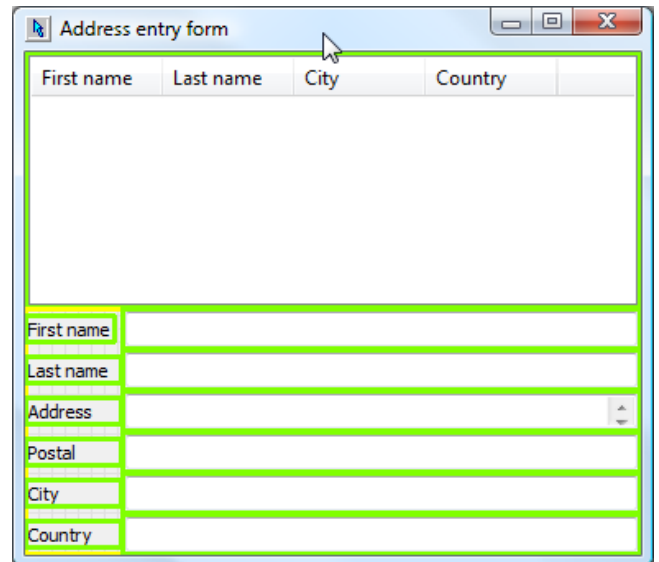 Address entry form
First name Last name City Country
First name
Last name
Address
Postal
City
Country